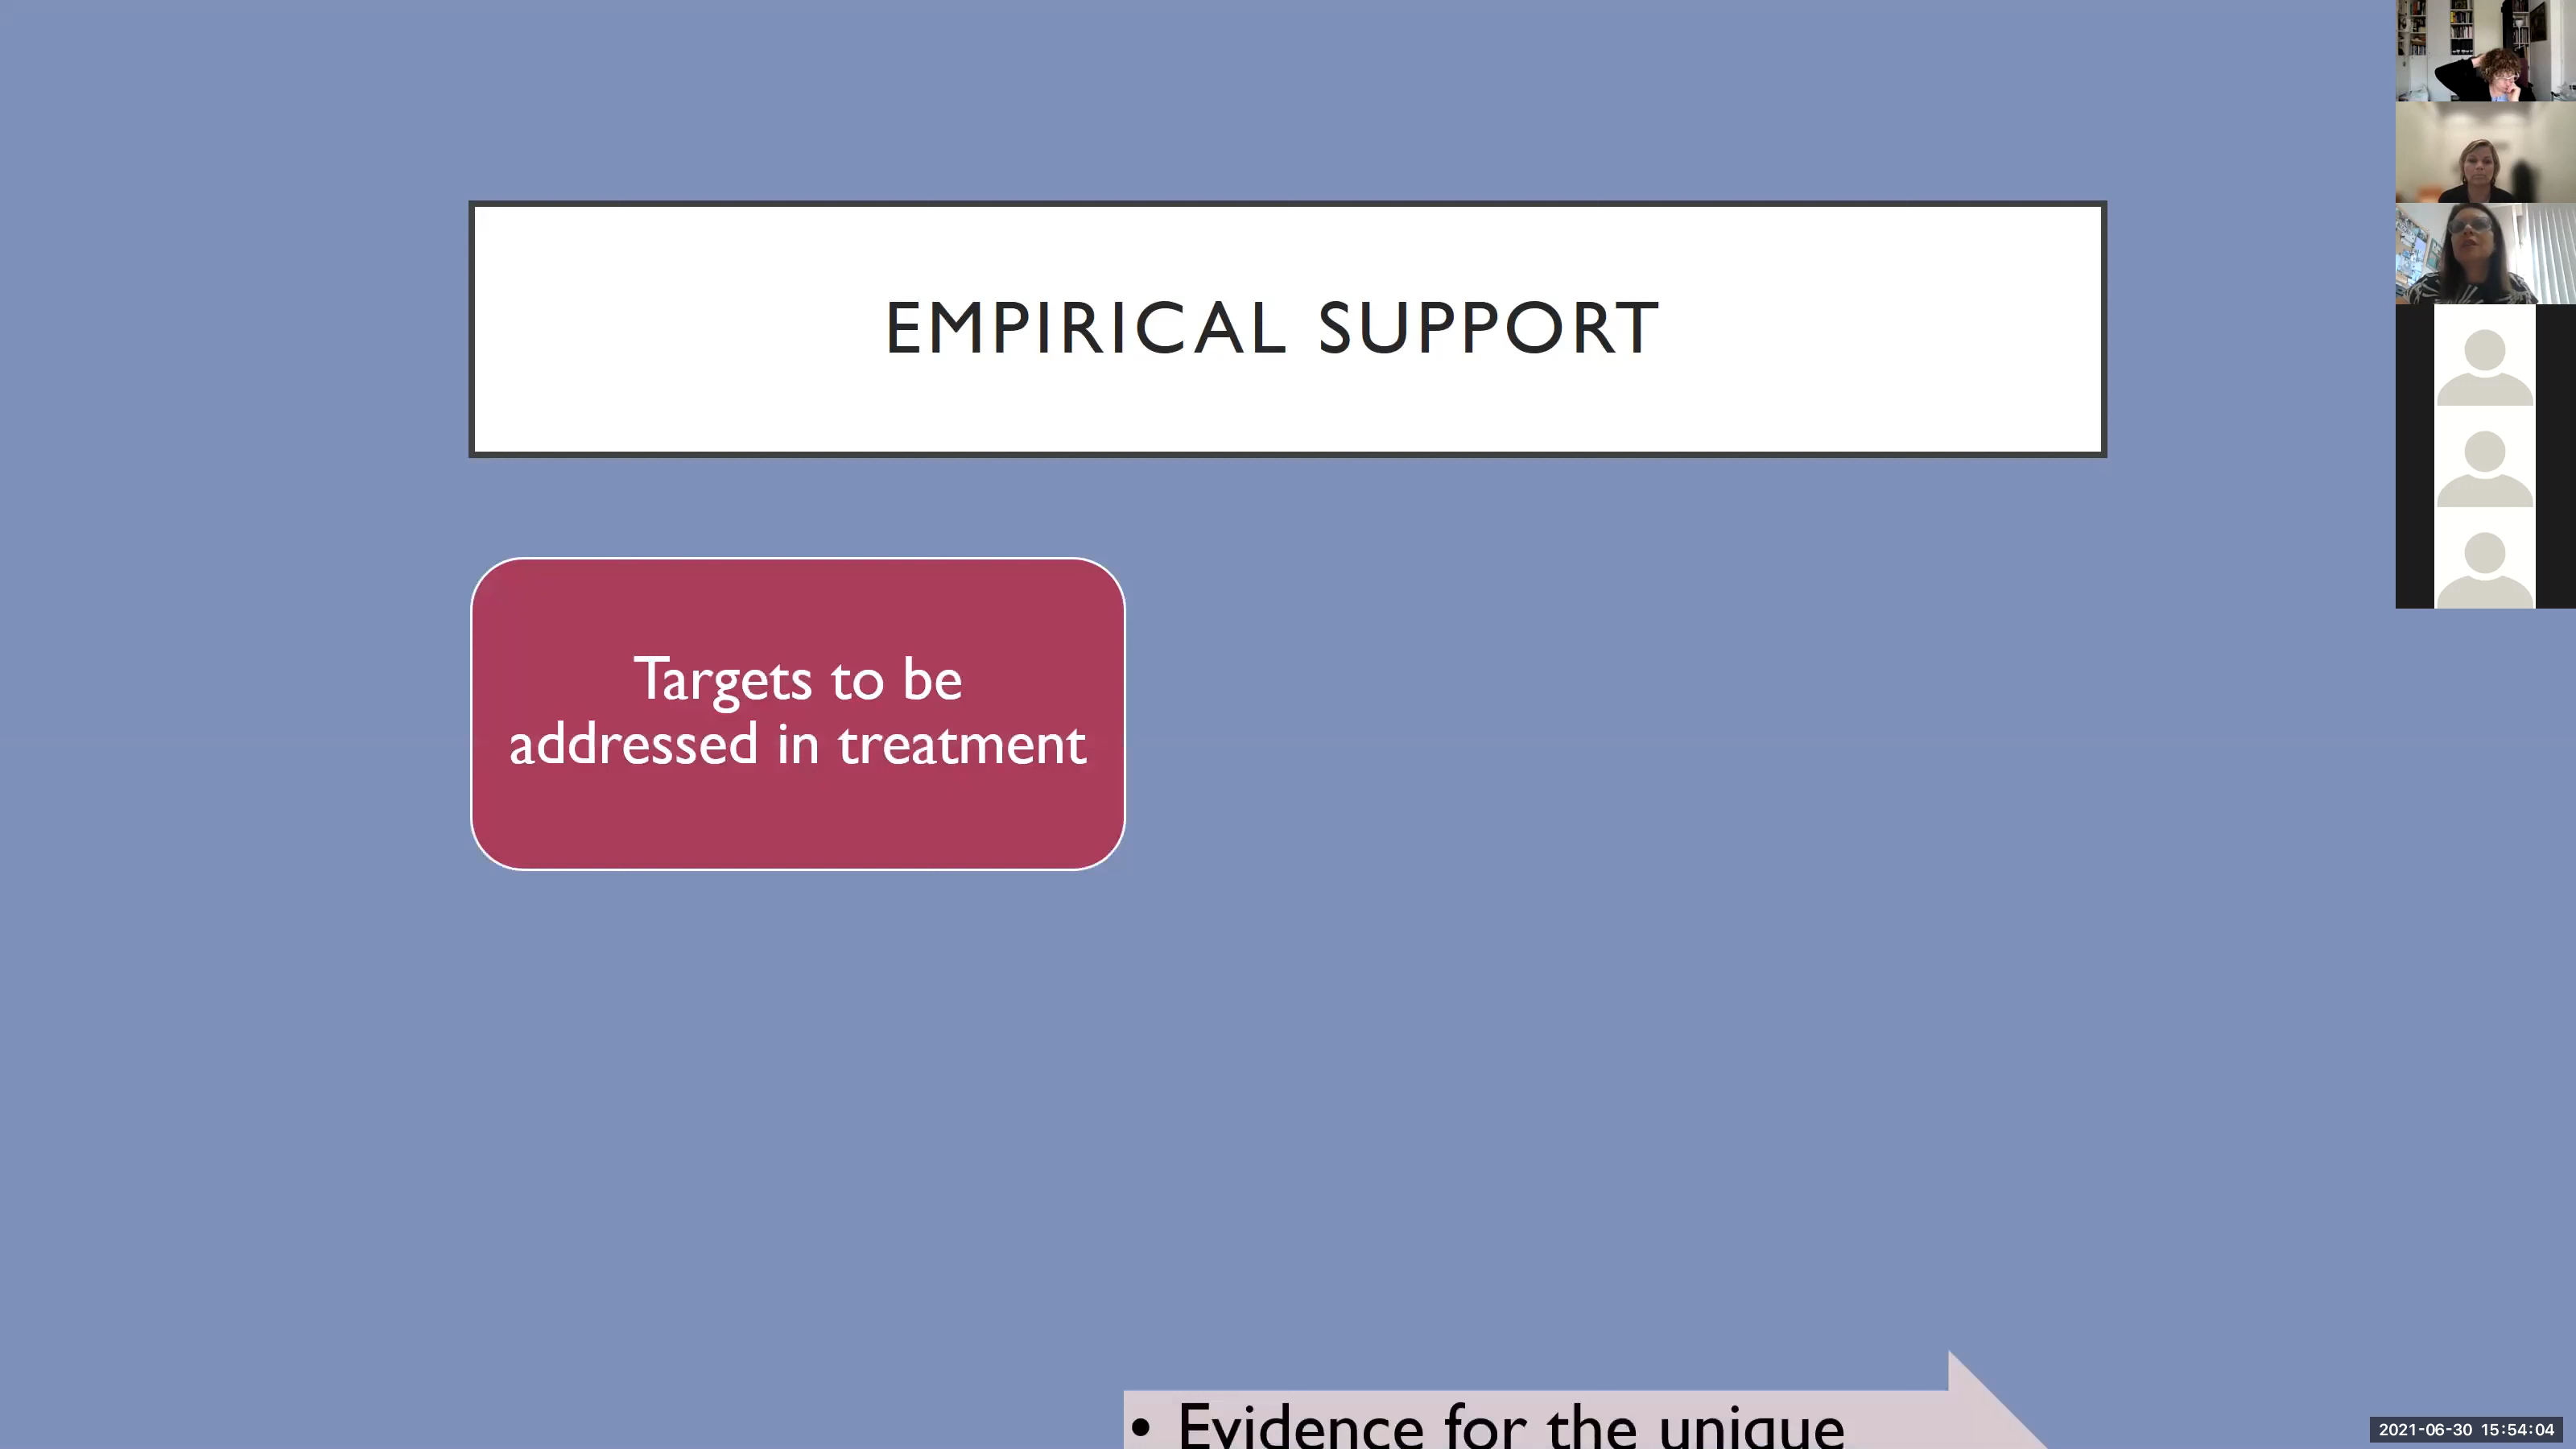 EMPIRICAL SUPPORT
Targets to be
addressed in treatment
• Evidence for the unique
2021-06-30 15:54:04